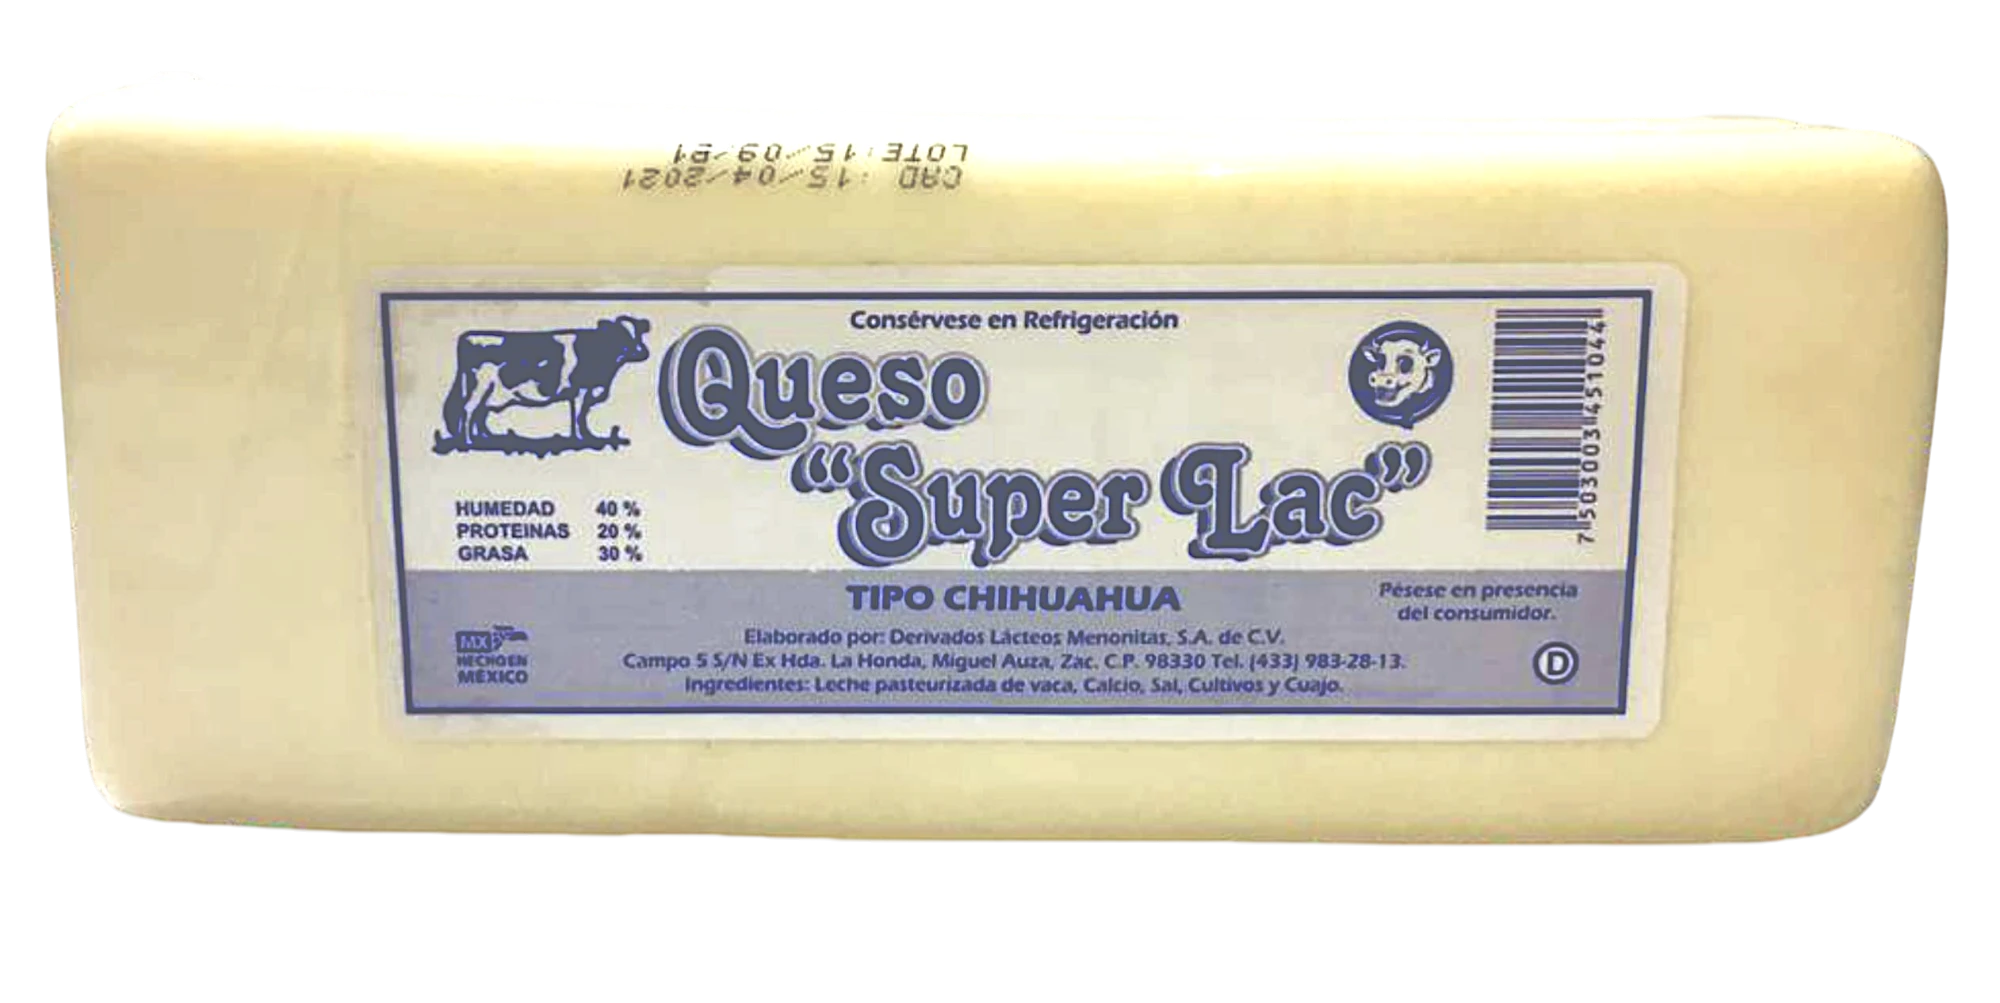 LOTE:15/09/B1
CAD :15/04/2021
Consérvese en Refrigeración
Queso
“Super Lac”
HUMEDAD 40 %
PROTEINAS 20 %
GRASA 30 %
7 503003 451044
TIPO CHIHUAHUA
Pésese en presencia
del consumidor.
Elaborado por: Derivados Lácteos Menonitas, S.A. de C.V.
Campo 5 S/N Ex Hda. La Honda, Miguel Auza, Zac. C.P. 98330 Tel. (433) 983-28-13.
Ingredientes: Leche pasteurizada de vaca, Calcio, Sal, Cultivos y Cuajo.
MX
HECHO EN
MÉXICO
D